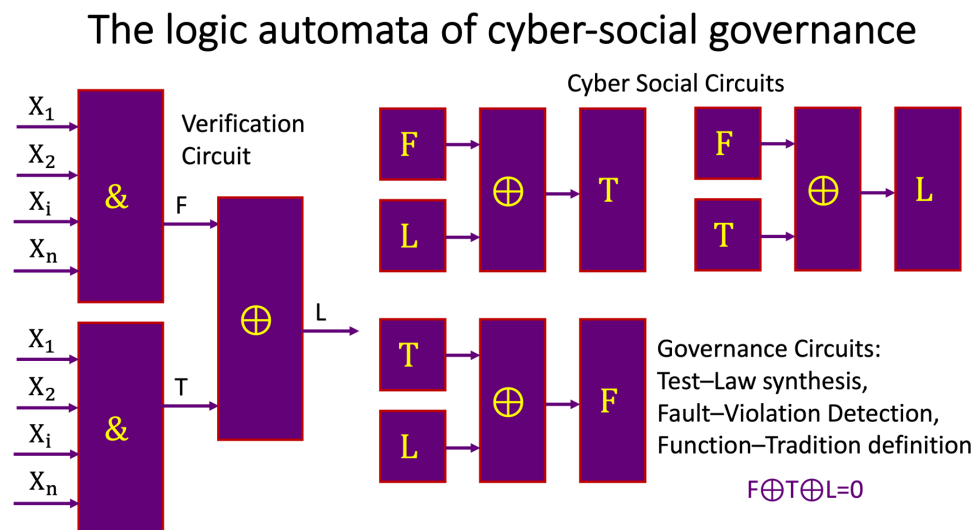 The logic automata of cyber-social governance
X₁
X₂
Xᵢ
Xₙ
&
Verification
Circuit
F
X₁
X₂
Xᵢ
Xₙ
&
T
⊕
L
Cyber Social Circuits
F
L
⊕
T
F
T
⊕
L
T
L
⊕
F
Governance Circuits:
Test–Law synthesis,
Fault–Violation Detection,
Function–Tradition definition
F⊕T⊕L=0